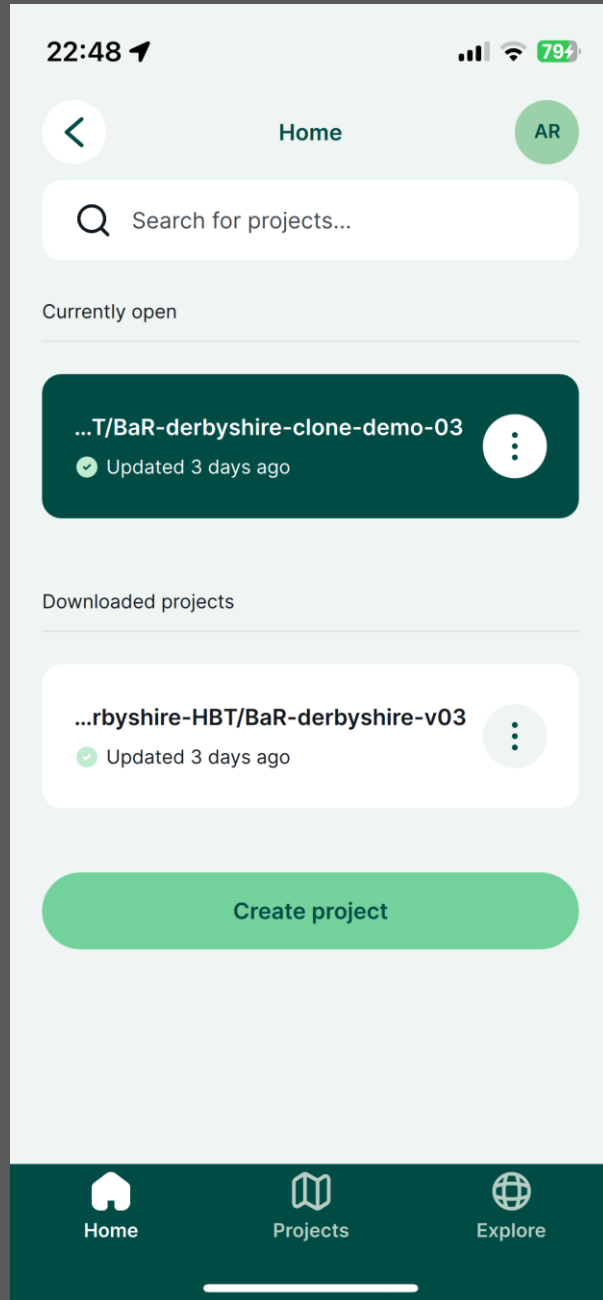 22:48
79
Home
AR
Search for projects...
Currently open
...T/BaR-derbyshire-clone-demo-03
Updated 3 days ago
Downloaded projects
...rbyshire-HBT/BaR-derbyshire-v03
Updated 3 days ago
Create project
Home
Projects
Explore